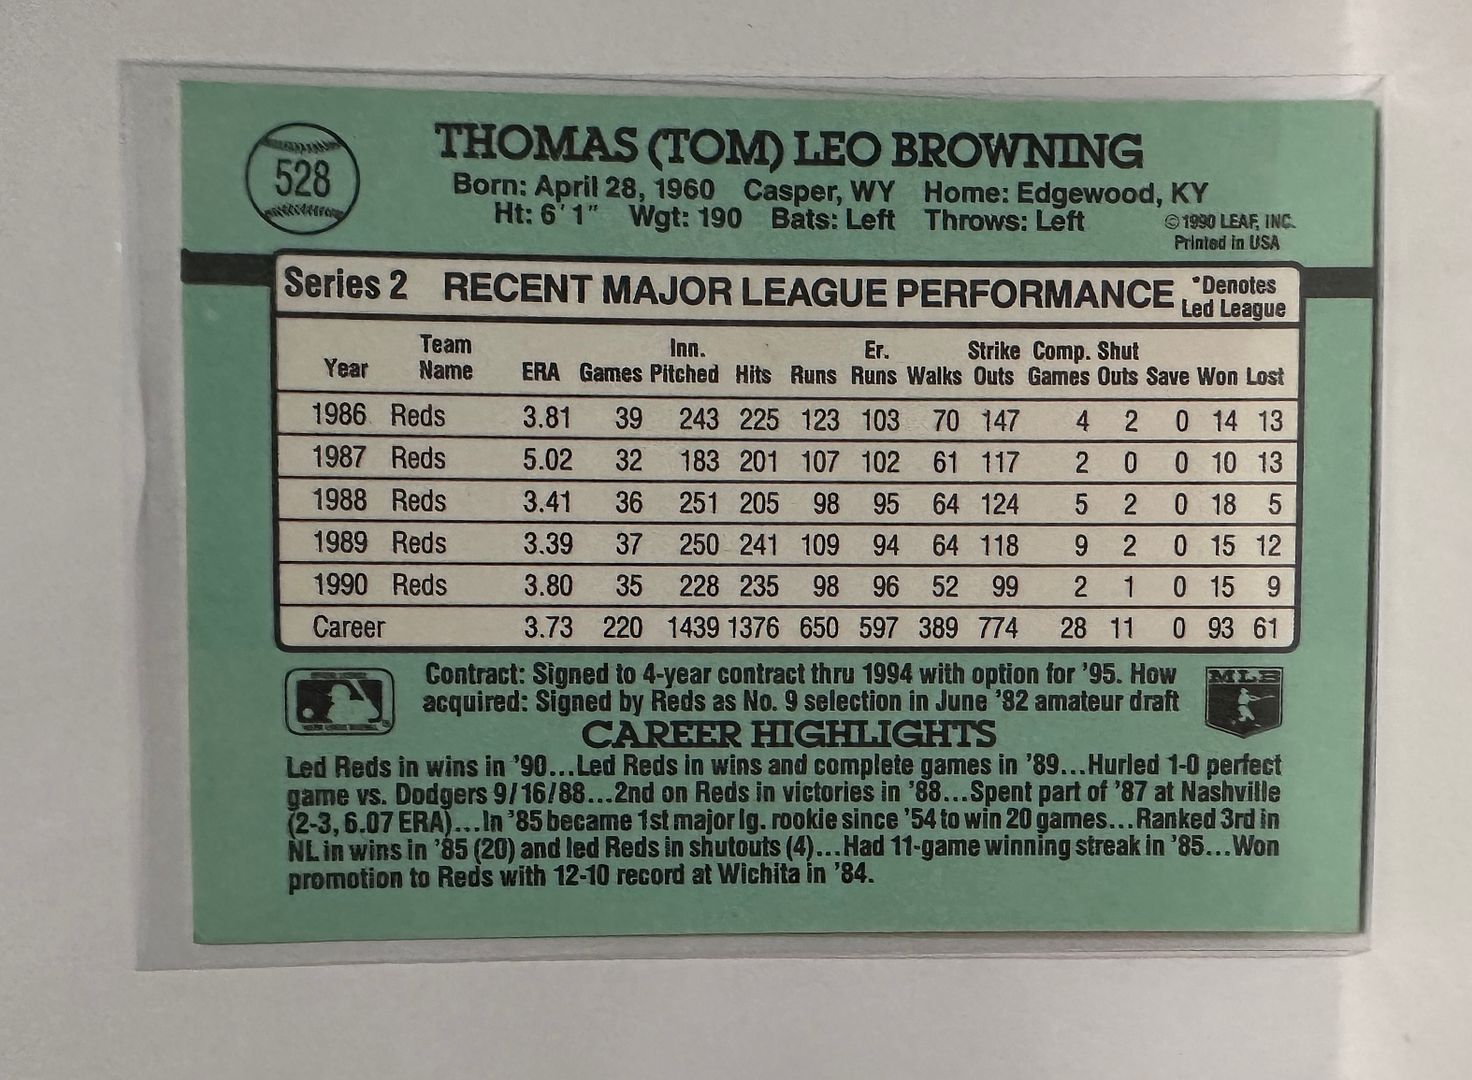 528
THOMAS (TOM) LEO BROWNING
Born: April 28, 1960 Casper, WY Home: Edgewood, KY
Ht: 6'1" Wgt: 190 Bats: Left Throws: Left
©1990 LEAF, INC.
Printed in USA
Series 2 RECENT MAJOR LEAGUE PERFORMANCE *Denotes
Led League
Team Inn. Er. Strike Comp. Shut
Year Name ERA Games Pitched Hits Runs Runs Walks Outs Games Outs Save Won Lost
1986 Reds 3.81 39 243 225 123 103 70 147 4 2 0 14 13
1987 Reds 5.02 32 183 201 107 102 61 117 2 0 0 10 13
1988 Reds 3.41 36 251 205 98 95 64 124 5 2 0 18 5
1989 Reds 3.39 37 250 241 109 94 64 118 9 2 0 15 12
1990 Reds 3.80 35 228 235 98 96 52 99 2 1 0 15 9
Career 3.73 220 1439 1376 650 597 389 774 28 11 0 93 61
Contract: Signed to 4-year contract thru 1994 with option for '95. How
acquired: Signed by Reds as No. 9 selection in June '82 amateur draft
MLB
CAREER HIGHLIGHTS
Led Reds in wins in '90...Led Reds in wins and complete games in '89...Hurled 1-0 perfect
game vs. Dodgers 9/16/88...2nd on Reds in victories in '88...Spent part of '87 at Nashville
(2-3, 6.07 ERA)...In '85 became 1st major lg. rookie since '54 to win 20 games...Ranked 3rd in
NL in wins in '85 (20) and led Reds in shutouts (4)...Had 11-game winning streak in '85...Won
promotion to Reds with 12-10 record at Wichita in '84.